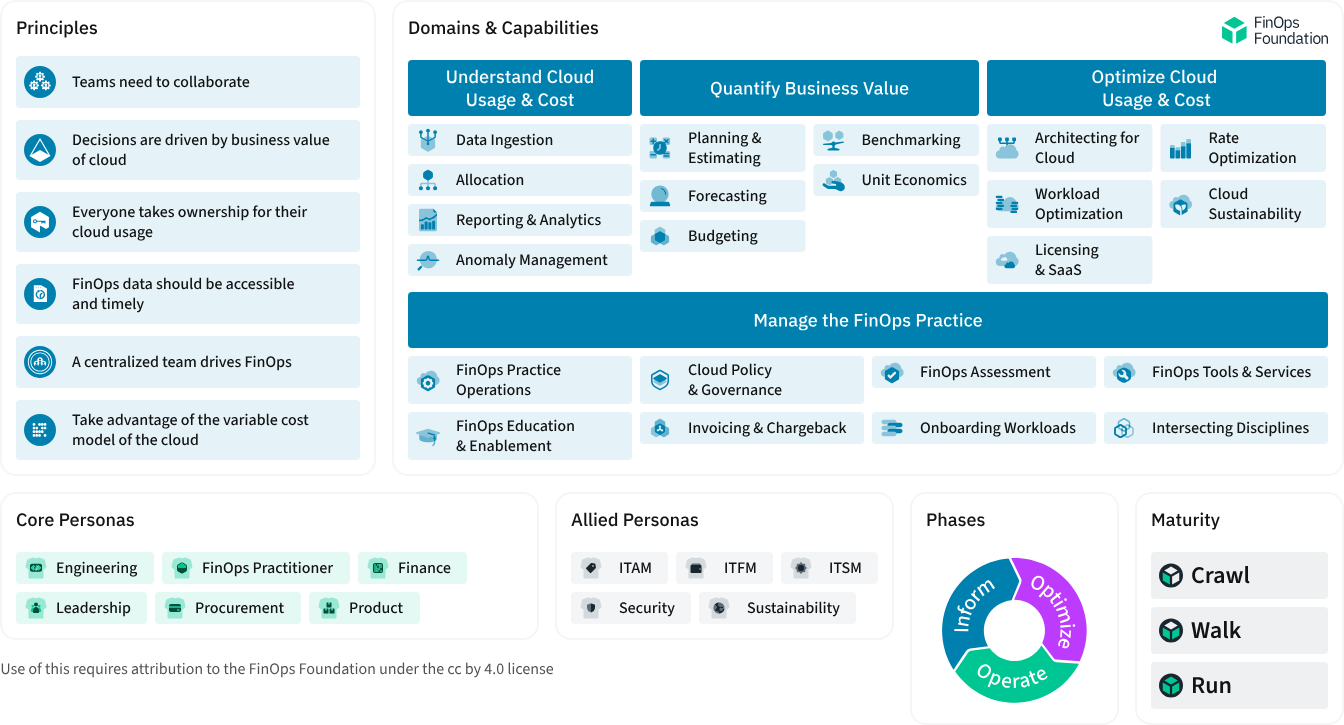 Principles
Teams need to collaborate
Decisions are driven by business value
of cloud
Everyone takes ownership for their
cloud usage
FinOps data should be accessible
and timely
A centralized team drives FinOps
Take advantage of the variable cost
model of the cloud
Domains & Capabilities
FinOps
Foundation
Understand Cloud
Usage & Cost
Data Ingestion
Allocation
Reporting & Analytics
Anomaly Management
Quantify Business Value
Planning &
Estimating
Forecasting
Budgeting
Benchmarking
Unit Economics
Optimize Cloud
Usage & Cost
Architecting for
Cloud
Workload
Optimization
Licensing
& SaaS
Rate
Optimization
Cloud
Sustainability
Manage the FinOps Practice
FinOps Practice
Operations
Cloud Policy
& Governance
FinOps Assessment
FinOps Tools & Services
FinOps Education
& Enablement
Invoicing & Chargeback
Onboarding Workloads
Intersecting Disciplines
Core Personas
Engineering
FinOps Practitioner
Finance
Leadership
Procurement
Product
Allied Personas
ITAM
ITFM
ITSM
Security
Sustainability
Phases
Inform
Optimize
Operate
Maturity
Crawl
Walk
Run
Use of this requires attribution to the FinOps Foundation under the cc by 4.0 license